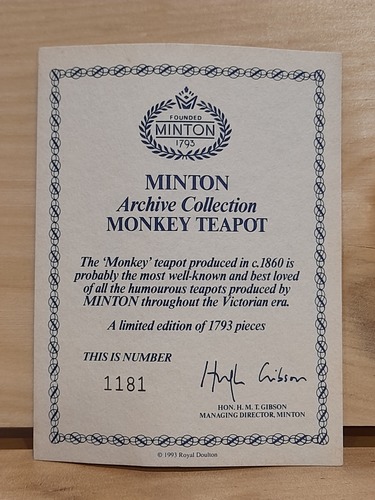 FOUNDED
MINTON
1793
MINTON
Archive Collection
MONKEY TEAPOT
The 'Monkey' teapot produced in c.1860 is
probably the most well-known and best loved
of all the humourous teapots produced by
MINTON throughout the Victorian era.
A limited edition of 1793 pieces
THIS IS NUMBER
1181
Hugh Gibson
HON. H. M. T. GIBSON
MANAGING DIRECTOR, MINTON
© 1993 Royal Doulton